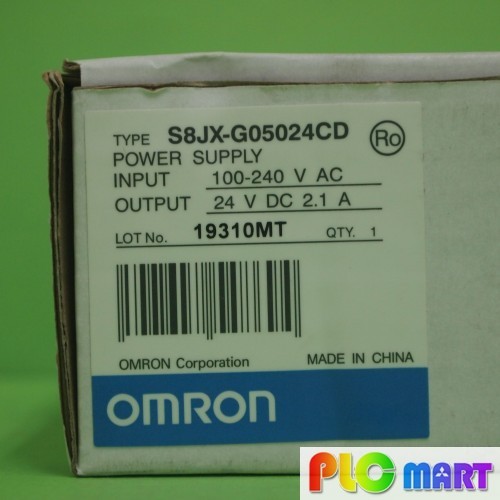 TYPE S8JX-G05024CD Ro
POWER SUPPLY
INPUT 100-240 V AC
OUTPUT 24 V DC 2.1 A
LOT No. 19310MT QTY. 1
OMRON Corporation MADE IN CHINA
OMRON
PLC MART